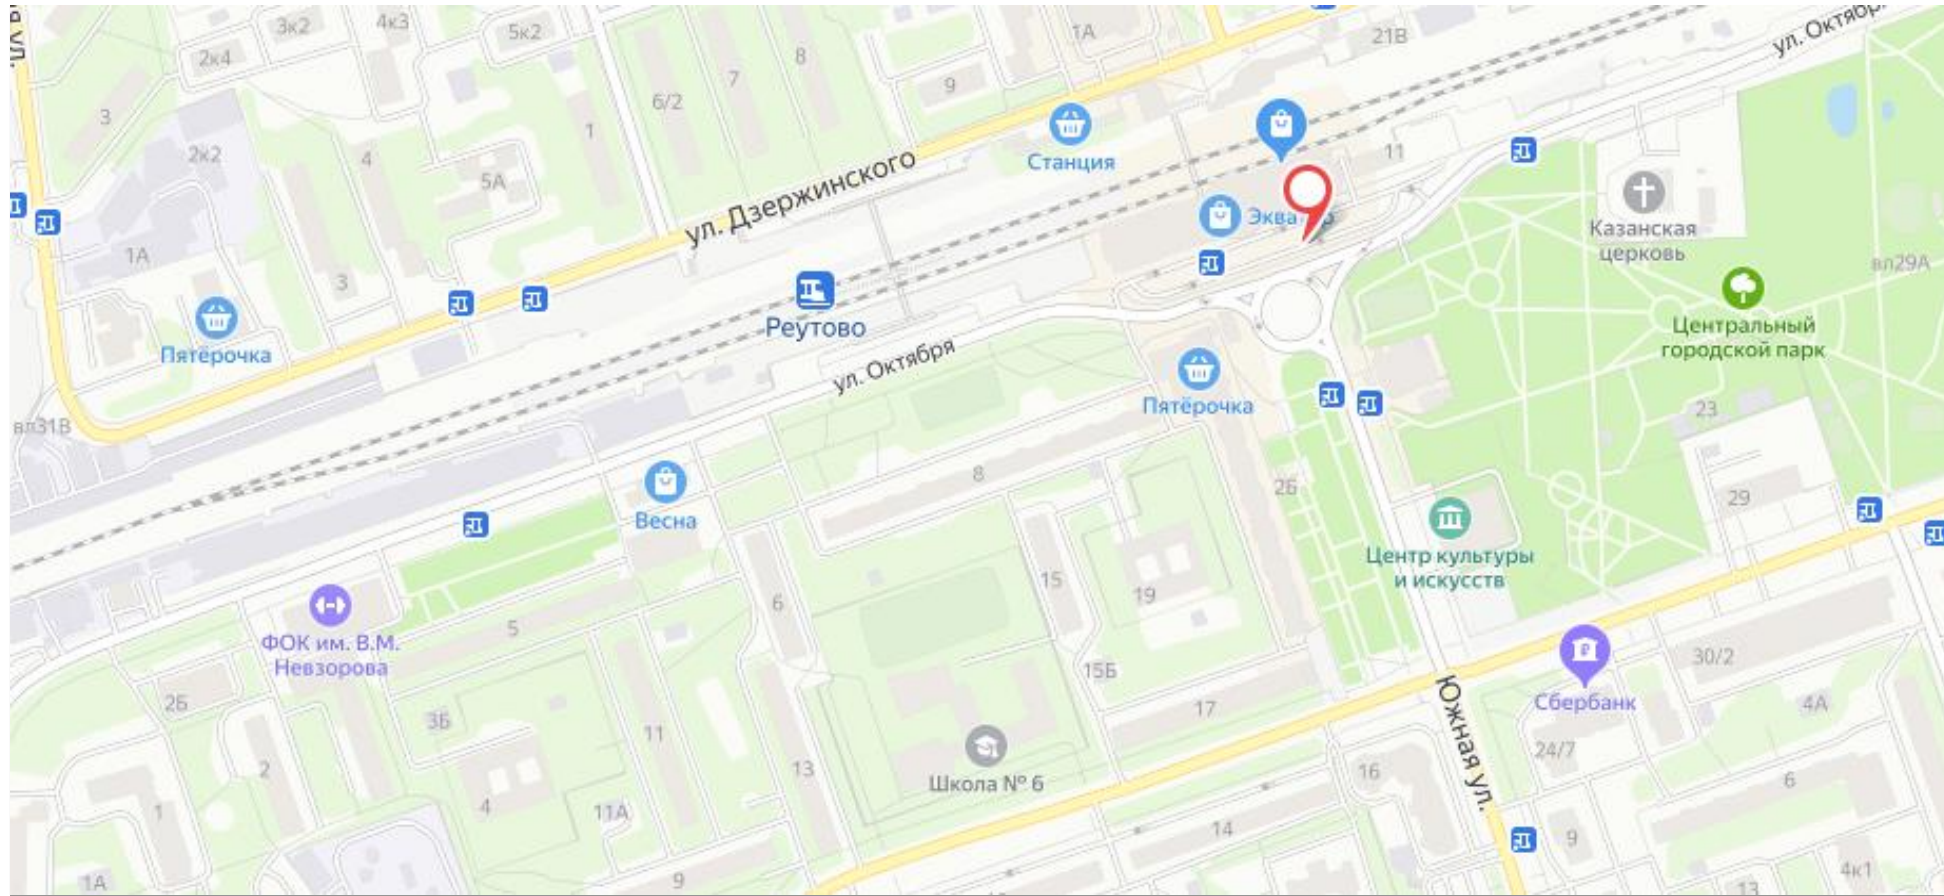 я ул.
3к2
4к3
5к2
1А
21В
ул. Октябр
2к4
8
7
9
6/2
3
1
2к2
4
5А
ул. Дзержинского
Станция
11
Казанская
церковь
1А
3
вл29А
Пятёрочка
Реутово
Центральный
городской парк
ул. Октября
Пятёрочка
23
вл31В
8
2Б
29
Весна
Центр культуры
и искусств
15
19
6
5
ФОК им. В.М.
Невзорова
15Б
30/2
2Б
3Б
17
Сбербанк
4А
Южная ул.
11
24/7
2
13
Школа № 6
16
6
1
4
11А
14
9
1А
9
13
4к1